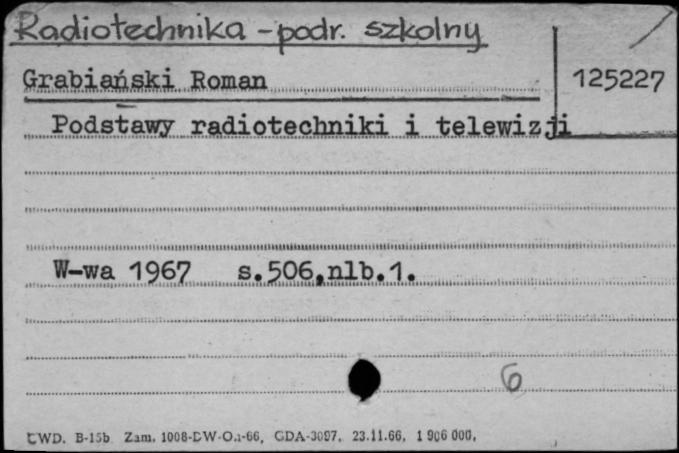 Radiotechnika - podr. szkolny
Grabiański Roman
125227
Podstawy radiotechniki i telewizji
W-wa 1967 s.506,nlb.1.
6
CWD. B-15b Zam. 1008-DW-O.i-66, GDA-3097, 23.11.66, 1 906 000,